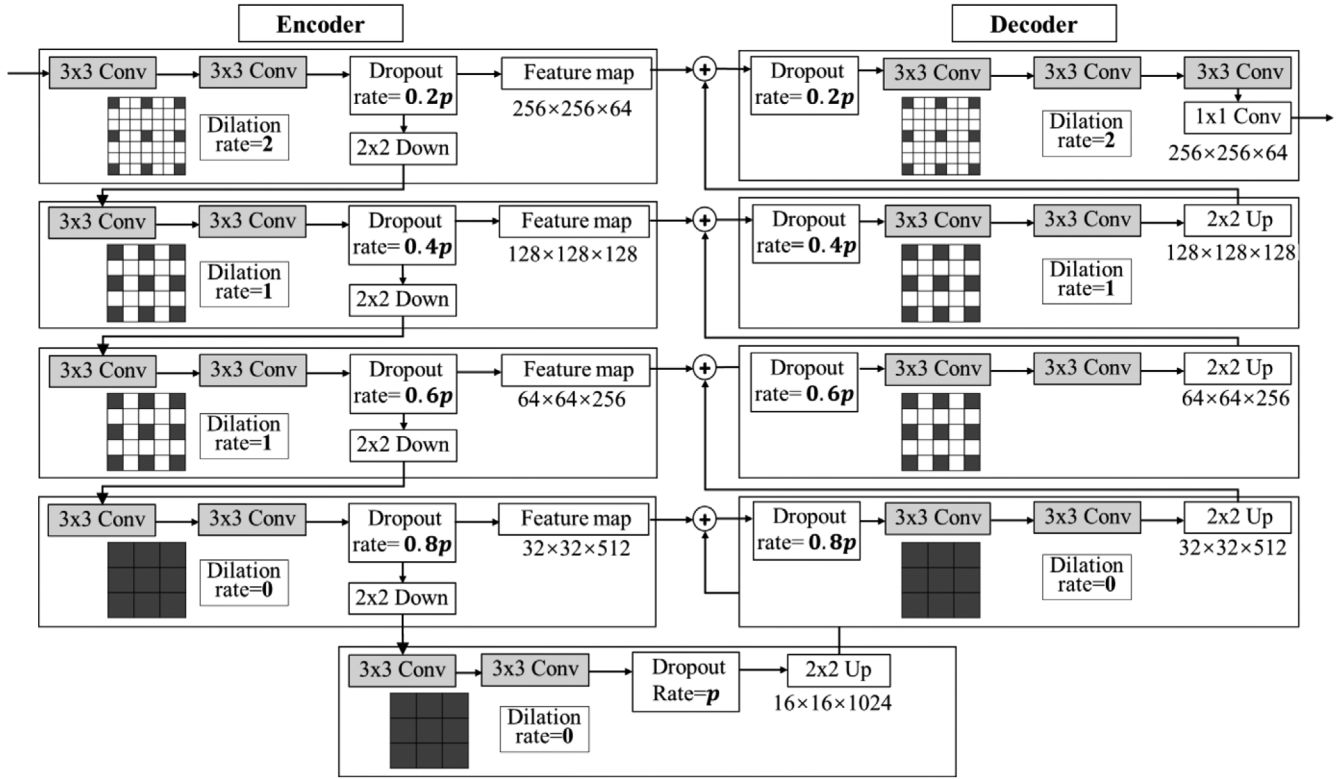 Encoder
3x3 Conv
3x3 Conv
Dropout
rate=0.2p
Feature map
256×256×64
Dilation
rate=2
2x2 Down
3x3 Conv
3x3 Conv
Dropout
rate=0.4p
Feature map
128×128×128
Dilation
rate=1
2x2 Down
3x3 Conv
3x3 Conv
Dropout
rate=0.6p
Feature map
64×64×256
Dilation
rate=1
2x2 Down
3x3 Conv
3x3 Conv
Dropout
rate=0.8p
Feature map
32×32×512
Dilation
rate=0
2x2 Down
3x3 Conv
3x3 Conv
Dropout
Rate=p
2x2 Up
16×16×1024
Dilation
rate=0
Decoder
Dropout
rate=0.2p
3x3 Conv
3x3 Conv
3x3 Conv
1x1 Conv
256×256×64
Dilation
rate=2
Dropout
rate=0.4p
3x3 Conv
3x3 Conv
2x2 Up
128×128×128
Dilation
rate=1
Dropout
rate=0.6p
3x3 Conv
3x3 Conv
2x2 Up
64×64×256
Dropout
rate=0.8p
3x3 Conv
3x3 Conv
2x2 Up
32×32×512
Dilation
rate=0